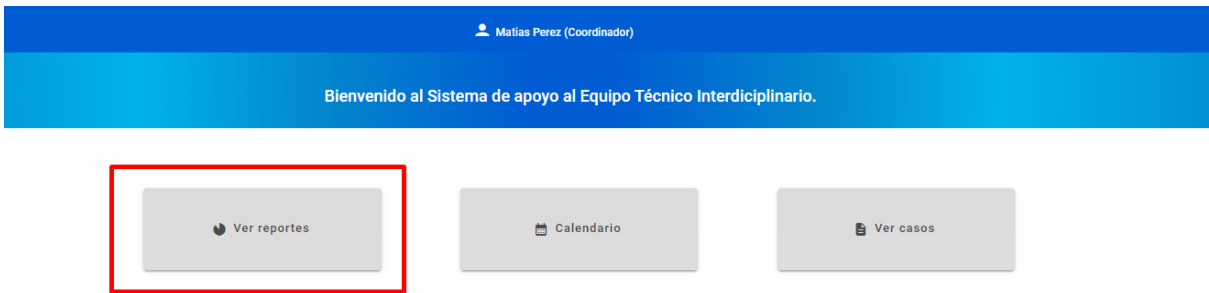 Matias Perez (Coordinador)
Bienvenido al Sistema de apoyo al Equipo Técnico Interdiciplinario.
Ver reportes
Calendario
Ver casos